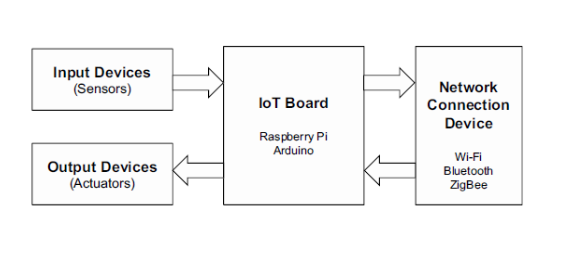 Input Devices
(Sensors)
Output Devices
(Actuators)
IoT Board
Raspberry Pi
Arduino
Network
Connection
Device
Wi-Fi
Bluetooth
ZigBee